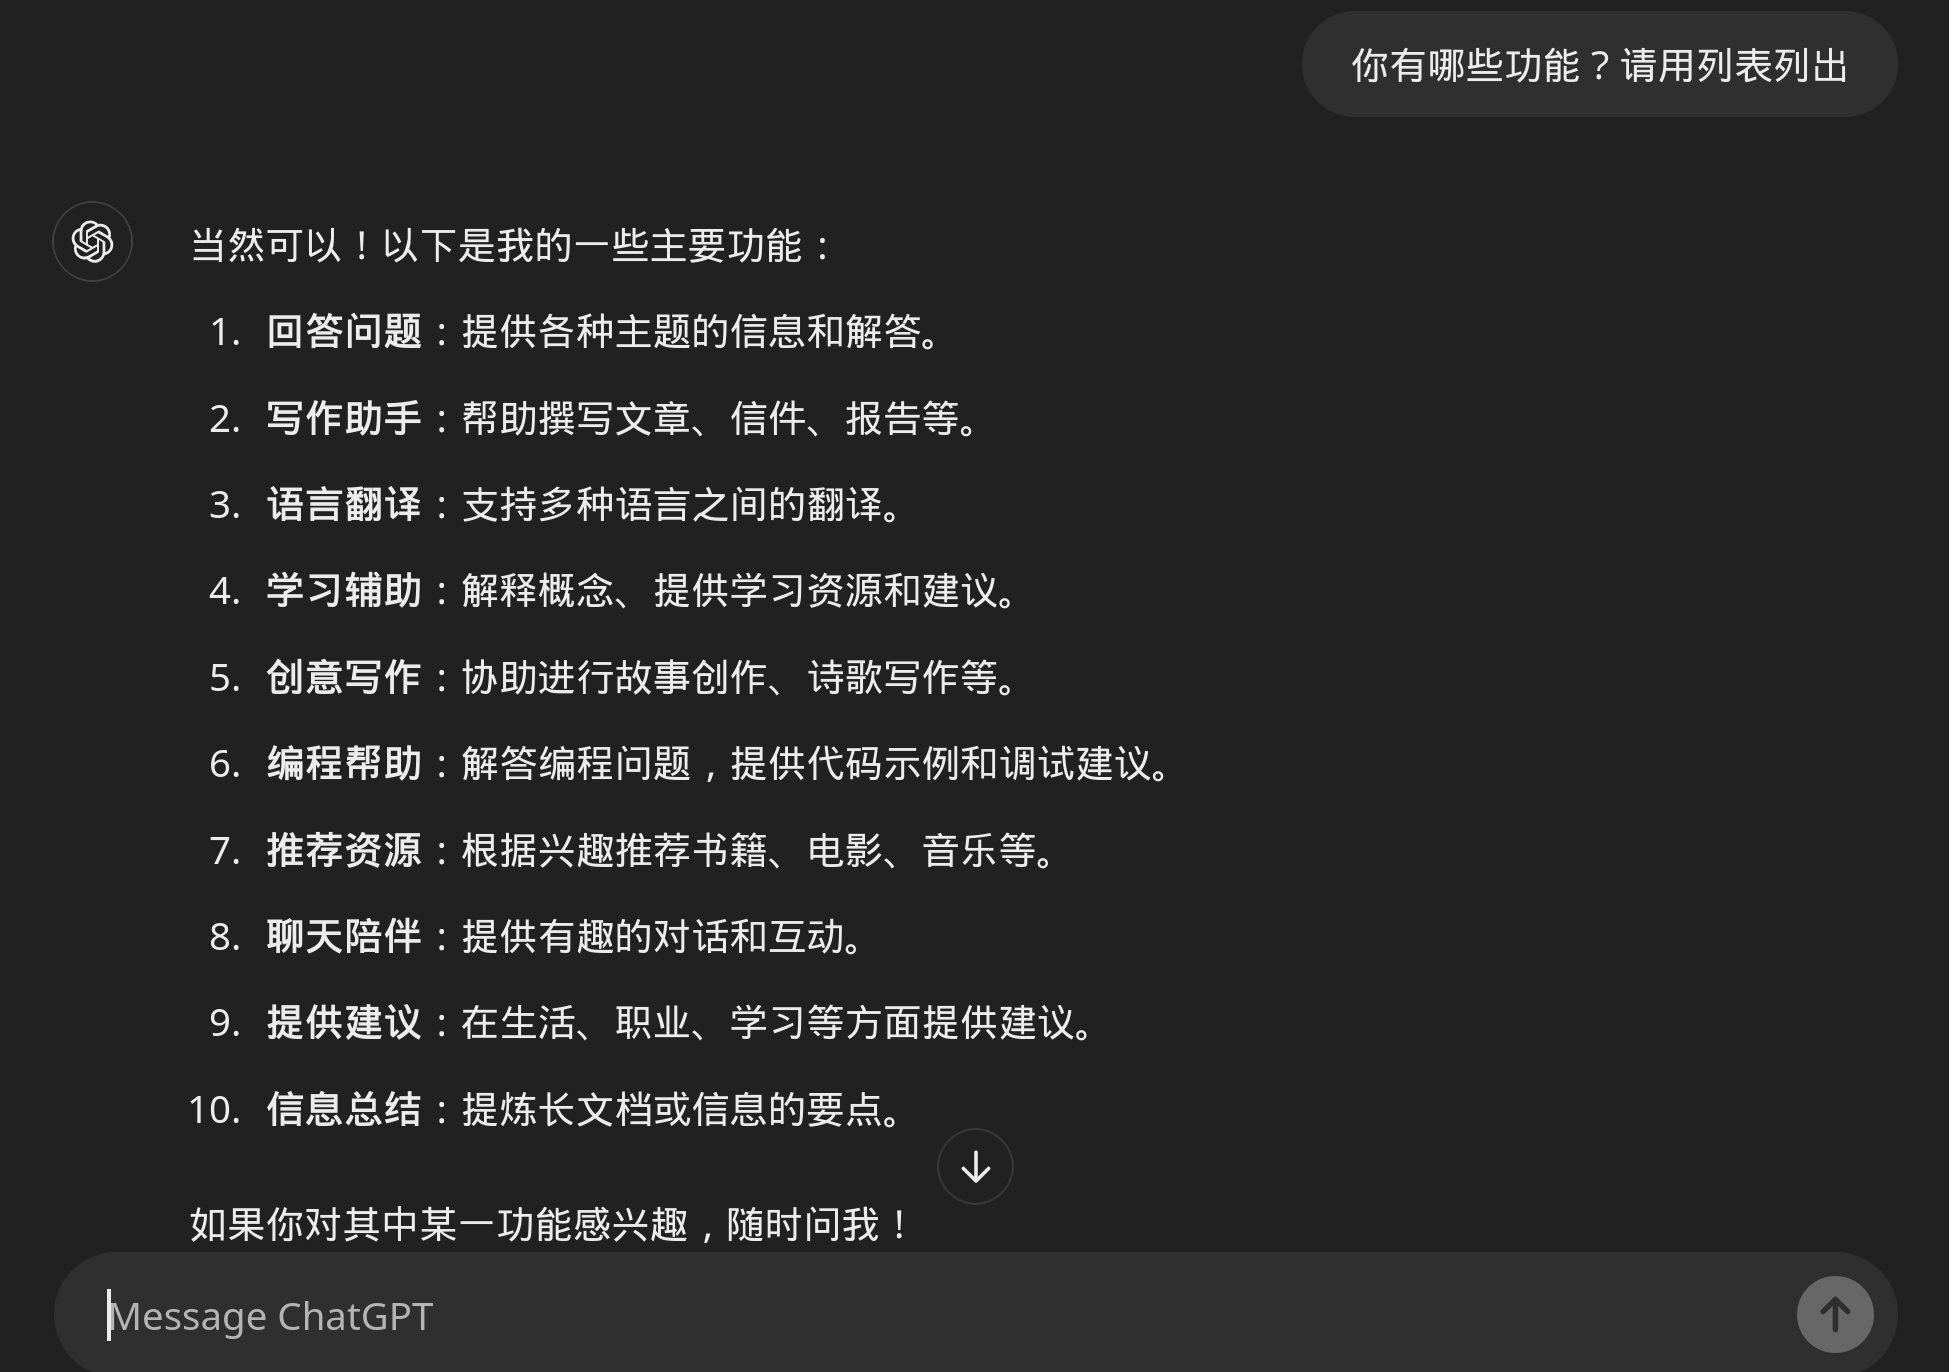 你有哪些功能？请用列表列出
当然可以！以下是我的一些主要功能：
1. 回答问题：提供各种主题的信息和解答。
2. 写作助手：帮助撰写文章、信件、报告等。
3. 语言翻译：支持多种语言之间的翻译。
4. 学习辅助：解释概念、提供学习资源和建议。
5. 创意写作：协助进行故事创作、诗歌写作等。
6. 编程帮助：解答编程问题，提供代码示例和调试建议。
7. 推荐资源：根据兴趣推荐书籍、电影、音乐等。
8. 聊天陪伴：提供有趣的对话和互动。
9. 提供建议：在生活、职业、学习等方面提供建议。
10. 信息总结：提炼长文档或信息的要点。
如果你对其中某一功能感兴趣，随时问我！
Message ChatGPT